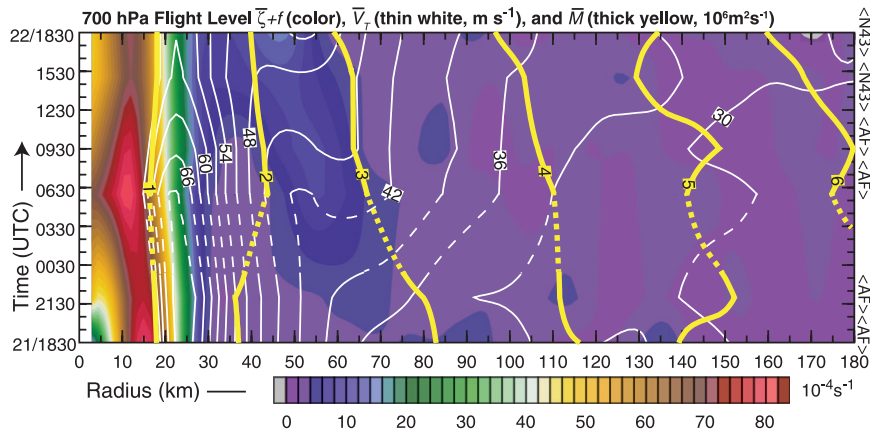 700 hPa Flight Level ζ̅+f (color), V̅_T (thin white, m s⁻¹), and M̅ (thick yellow, 10⁶m²s⁻¹)
22/1830
1530
1230
0930
0630
0330
0030
2130
21/1830
Time (UTC)
<N43>
<N43>
<AF>
<AF>
<AF>
<AF>
66
60
54
48
42
36
30
1
2
3
4
5
6
0 10 20 30 40 50 60 70 80 90 100 110 120 130 140 150 160 170 180
Radius (km)
10⁻⁴s⁻¹
0 10 20 30 40 50 60 70 80